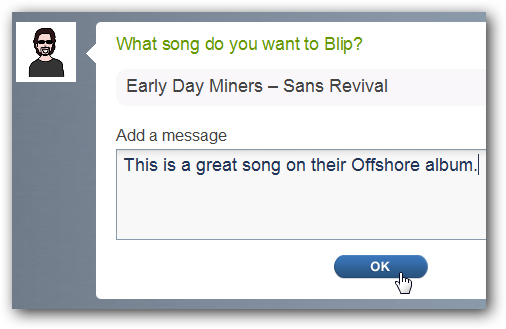 What song do you want to Blip?
Early Day Miners – Sans Revival
Add a message
This is a great song on their Offshore album.
OK